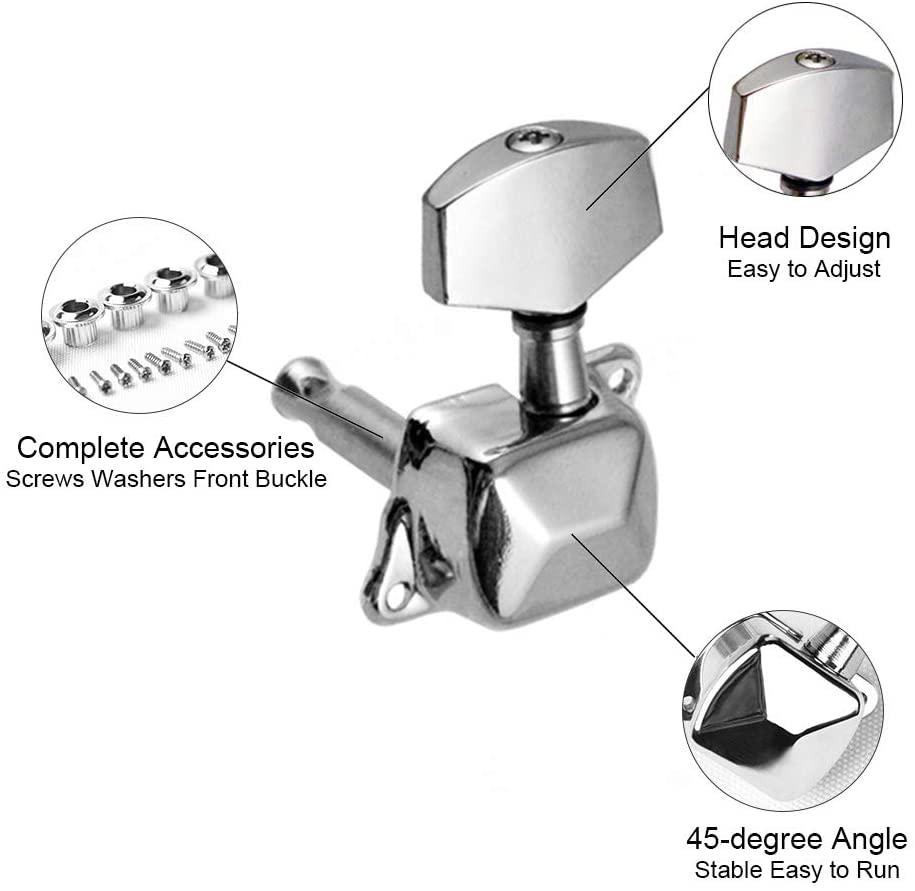 Head Design
Easy to Adjust
Complete Accessories
Screws Washers Front Buckle
45-degree Angle
Stable Easy to Run